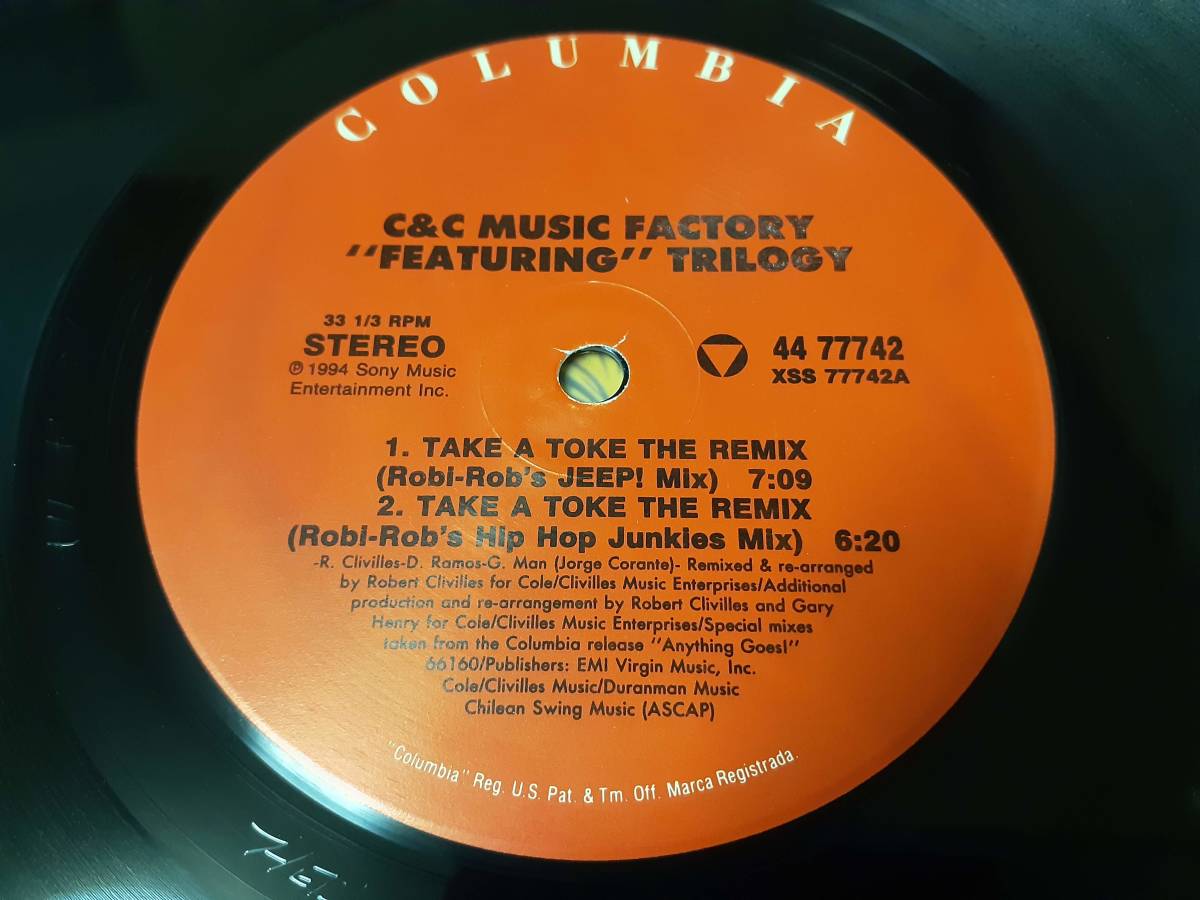 COLUMBIA
C&C MUSIC FACTORY
"FEATURING" TRILOGY
33 1/3 RPM
STEREO
℗ 1994 Sony Music
Entertainment Inc.
44 77742
XSS 77742A
1. TAKE A TOKE THE REMIX
(Robi-Rob's JEEP! Mix) 7:09
2. TAKE A TOKE THE REMIX
(Robi-Rob's Hip Hop Junkies Mix) 6:20
-R. Clivilles-D. Ramos-G. Man (Jorge Corante)- Remixed & re-arranged
by Robert Clivilles for Cole/Clivilles Music Enterprises/Additional
production and re-arrangement by Robert Clivilles and Gary
Henry for Cole/Clivilles Music Enterprises/Special mixes
taken from the Columbia release "Anything Goes!"
66160/Publishers: EMI Virgin Music, Inc.
Cole/Clivilles Music/Duranman Music
Chilean Swing Music (ASCAP)
"Columbia" Reg. U.S. Pat. & Tm. Off. Marca Registrada.